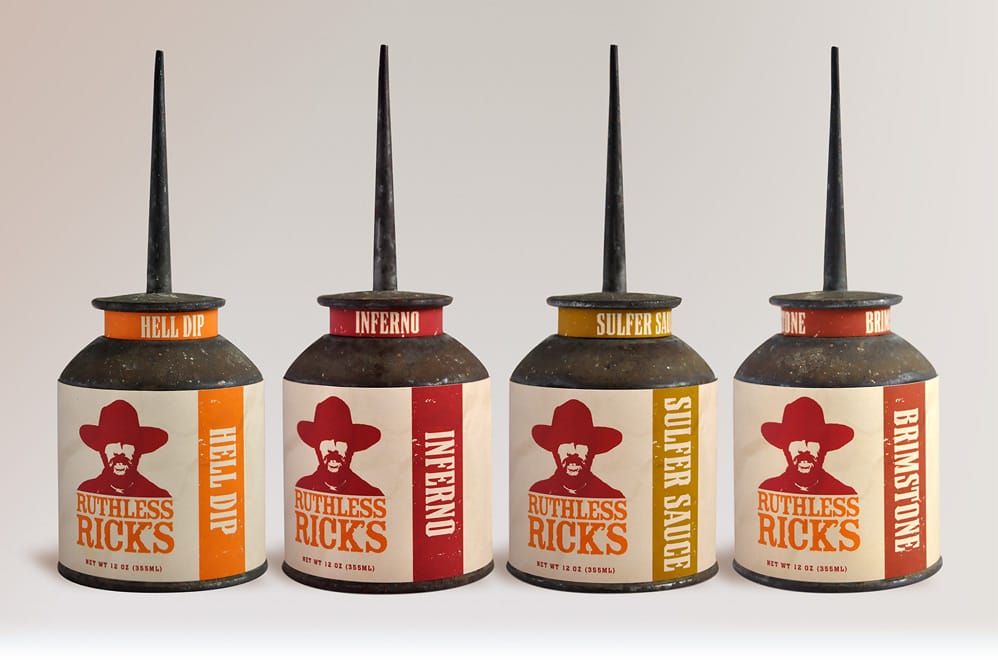 HELL DIP
RUTHLESS
RICK'S
NET WT 12 OZ (355ML)
HELL DIP
INFERNO
RUTHLESS
RICK'S
NET WT 12 OZ (355ML)
INFERNO
SULFER SAU
RUTHLESS
RICK'S
NET WT 12 OZ (355ML)
SULFER SAUCE
ONE BRIM
RUTHLESS
RICK'S
NET WT 12 OZ (355ML)
BRIMSTONE